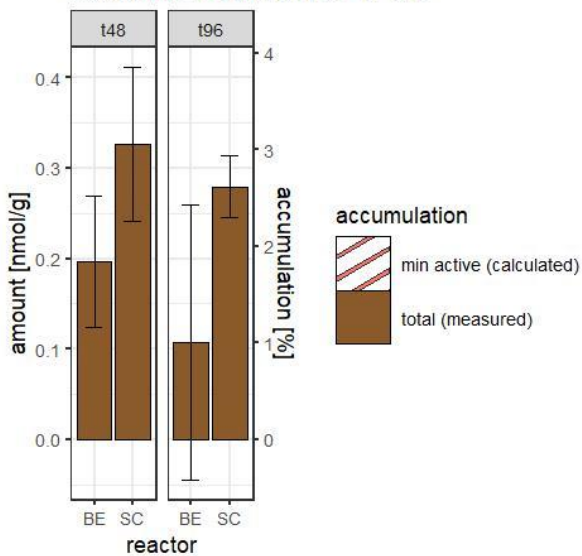 t48 t96
0.4
0.3
0.2
0.1
0.0
amount [nmol/g]
4
3
2
1
0
accumulation [%]
BE SC BE SC
reactor
accumulation
min active (calculated)
total (measured)